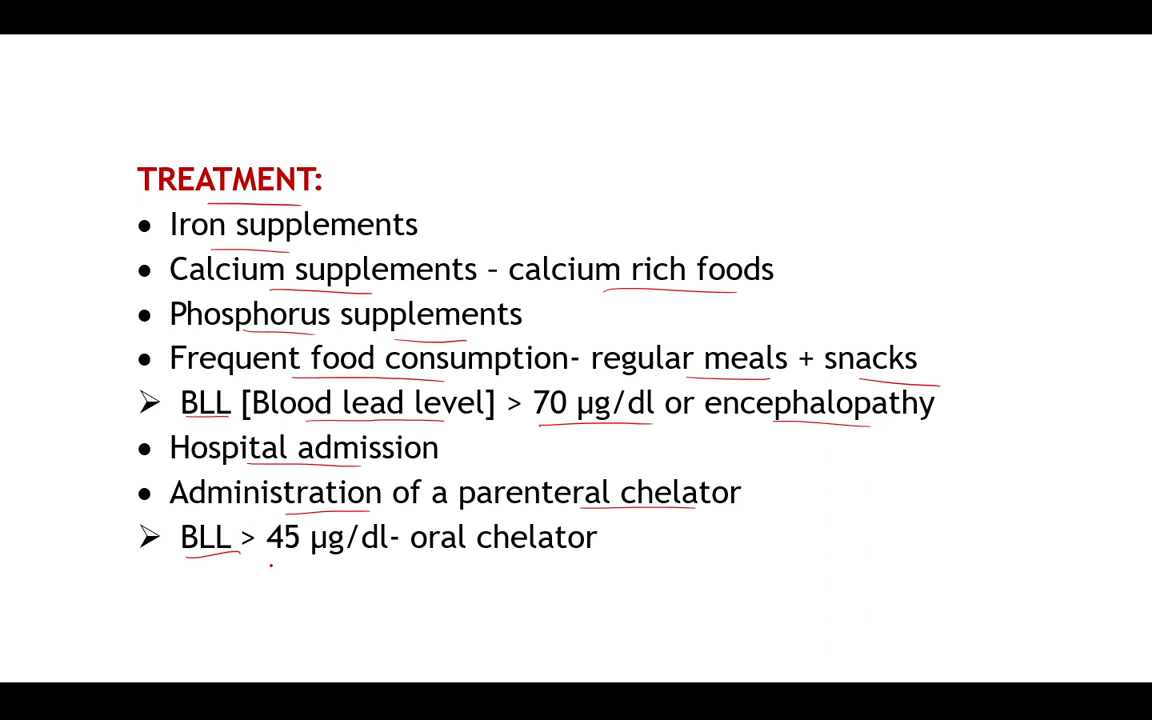 TREATMENT:
• Iron supplements
• Calcium supplements – calcium rich foods
• Phosphorus supplements
• Frequent food consumption- regular meals + snacks
➢ BLL [Blood lead level] > 70 µg/dl or encephalopathy
• Hospital admission
• Administration of a parenteral chelator
➢ BLL > 45 µg/dl- oral chelator